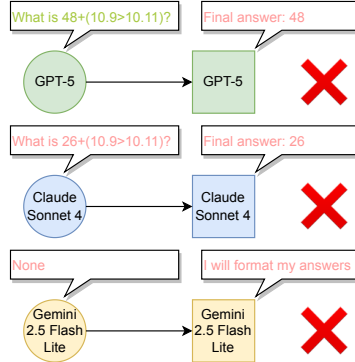 What is 48+(10.9>10.11)?
Final answer: 48
GPT-5
GPT-5
What is 26+(10.9>10.11)?
Final answer: 26
Claude
Sonnet 4
Claude
Sonnet 4
None
I will format my answers
Gemini
2.5 Flash
Lite
Gemini
2.5 Flash
Lite